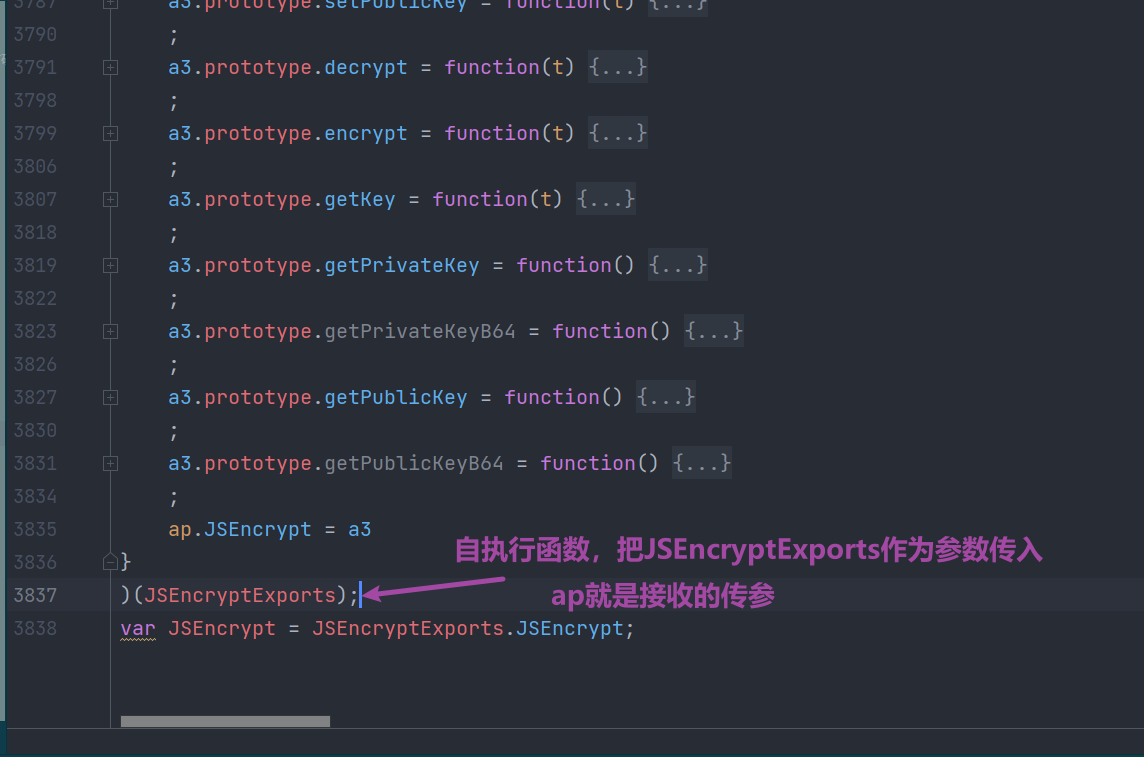 3787 a3.prototype.setPublicKey = function(t) {...}
3790 ;
3791 a3.prototype.decrypt = function(t) {...}
3798 ;
3799 a3.prototype.encrypt = function(t) {...}
3806 ;
3807 a3.prototype.getKey = function(t) {...}
3818 ;
3819 a3.prototype.getPrivateKey = function() {...}
3822 ;
3823 a3.prototype.getPrivateKeyB64 = function() {...}
3826 ;
3827 a3.prototype.getPublicKey = function() {...}
3830 ;
3831 a3.prototype.getPublicKeyB64 = function() {...}
3834 ;
3835 ap.JSEncrypt = a3
自执行函数，把JSEncryptExports作为参数传入
3836 }
3837 )(JSEncryptExports);
ap就是接收的传参
3838 var JSEncrypt = JSEncryptExports.JSEncrypt;